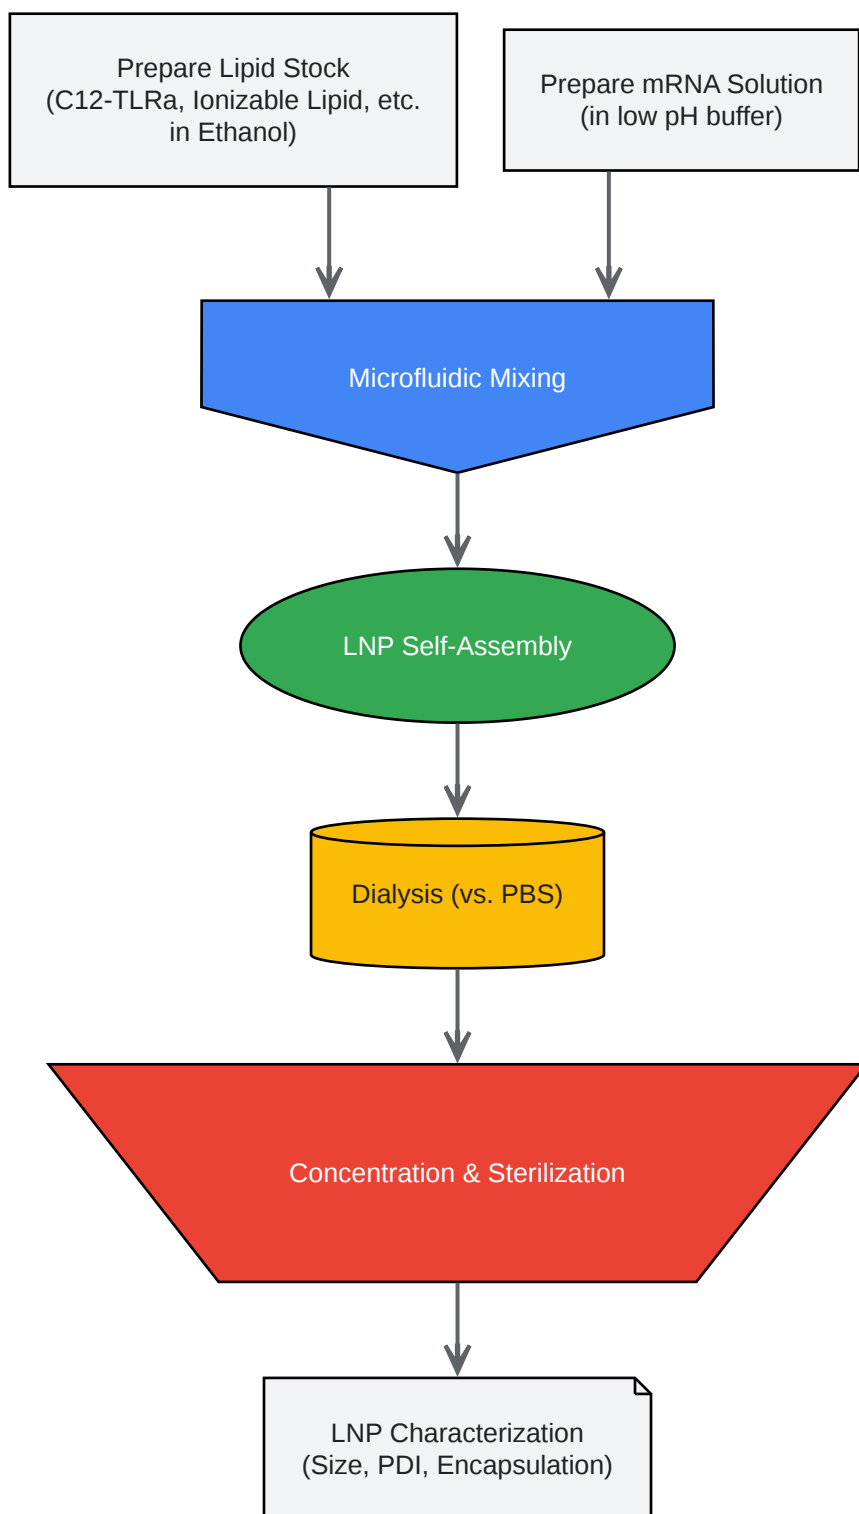 Prepare Lipid Stock
(C12-TLRa, Ionizable Lipid, etc.
in Ethanol)
Prepare mRNA Solution
(in low pH buffer)
Microfluidic Mixing
LNP Self-Assembly
Dialysis (vs. PBS)
Concentration & Sterilization
LNP Characterization
(Size, PDI, Encapsulation)